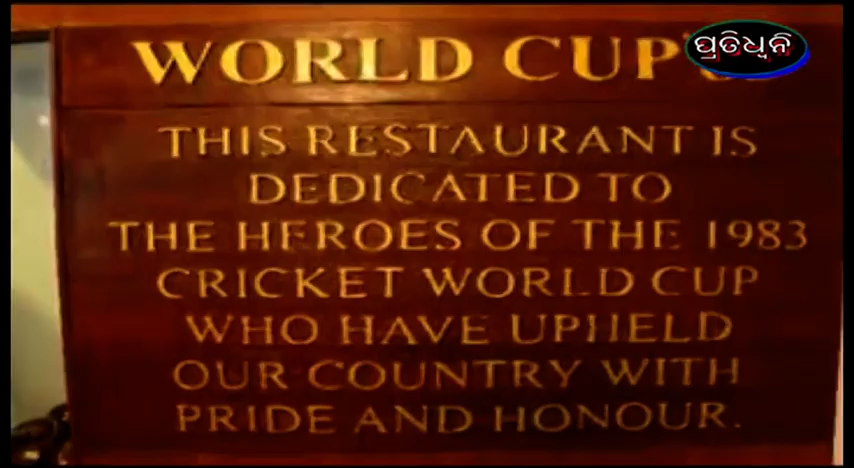 WORLD CUP
ପ୍ରତିଧ୍ୱନି
THIS RESTAURANT IS
DEDICATED TO
THE HEROES OF THE 1983
CRICKET WORLD CUP
WHO HAVE UPHELD
OUR COUNTRY WITH
PRIDE AND HONOUR.